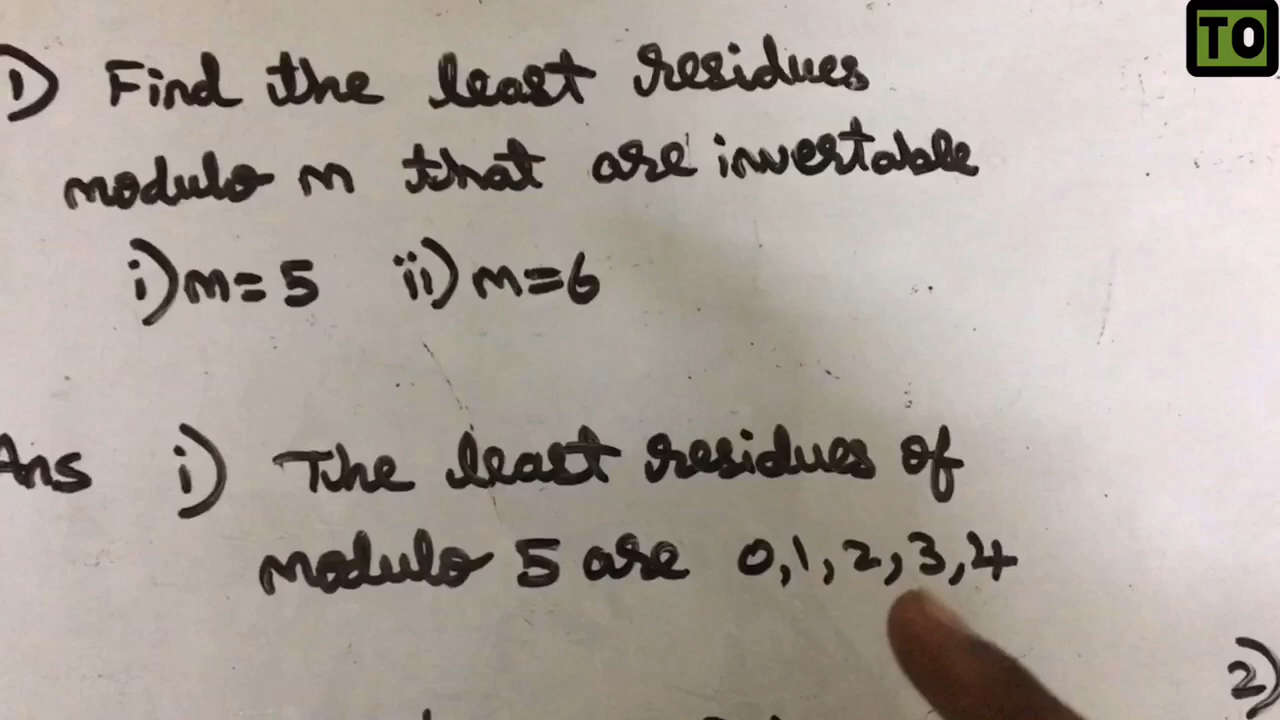 TO
1) Find the least residues
modulo m that are invertable
i) m=5 ii) m=6
Ans i) The least residues of
modulo 5 are 0,1,2,3,4
2)